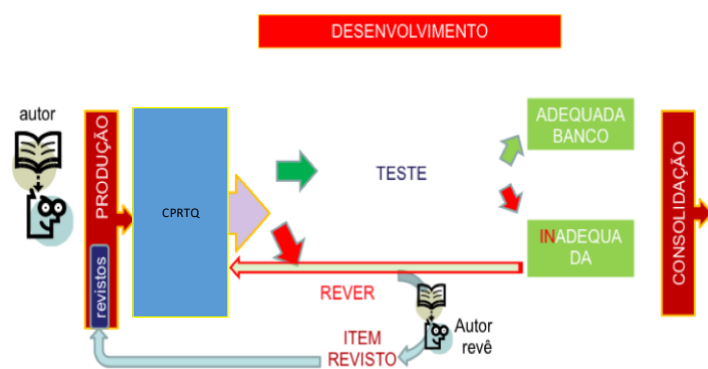 DESENVOLVIMENTO
autor
PRODUÇÃO
revistos
CPRTQ
TESTE
ADEQUADA
BANCO
INADEQUA
DA
CONSOLIDAÇÃO
REVER
Autor
revê
ITEM
REVISTO